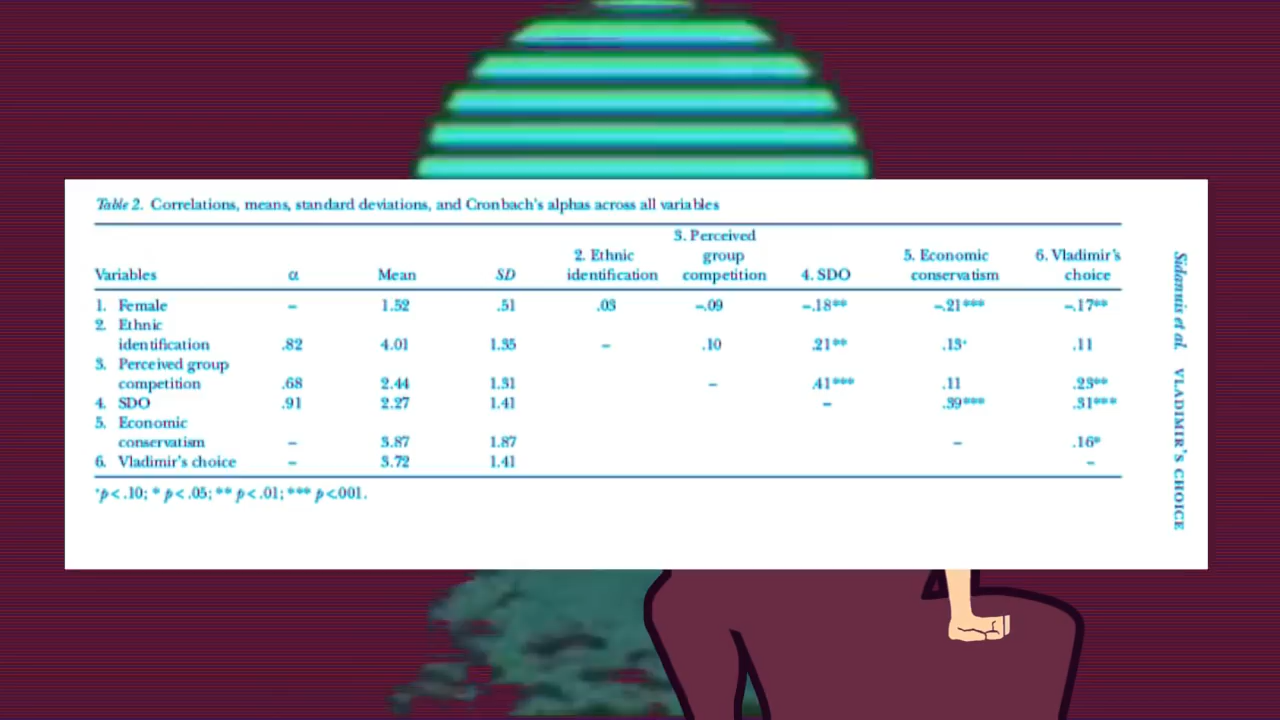 Table 2. Correlations, means, standard deviations, and Cronbach's alphas across all variables
3. Perceived
2. Ethnic group 5. Economic 6. Vladimir's
Variables α Mean SD identification competition 4. SDO conservatism choice
1. Female – 1.52 .51 .03 –.09 –.18** –.21*** –.17**
2. Ethnic
identification .82 4.01 1.35 – .10 .21** .13+ .11
3. Perceived group
competition .68 2.44 1.31 – .41*** .11 .23**
4. SDO .91 2.27 1.41 – .39*** .31***
5. Economic
conservatism – 3.87 1.87 – .16*
6. Vladimir's choice – 3.72 1.41 –
+p < .10; * p < .05; ** p < .01; *** p <001.
Sidanius et al. VLADIMIR'S CHOICE